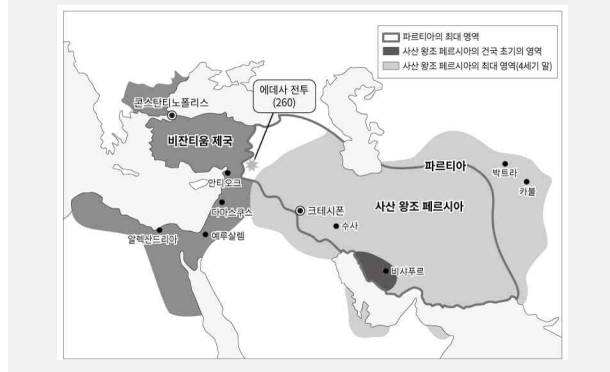 파르티아의 최대 영역
사산 왕조 페르시아의 건국 초기의 영역
사산 왕조 페르시아의 최대 영역(4세기 말)
에데사 전투
(260)
콘스탄티노폴리스
비잔티움 제국
안티오크
다마스쿠스
알렉산드리아
예루살렘
파르티아
박트라
카불
사산 왕조 페르시아
크테시폰
수사
비샤푸르